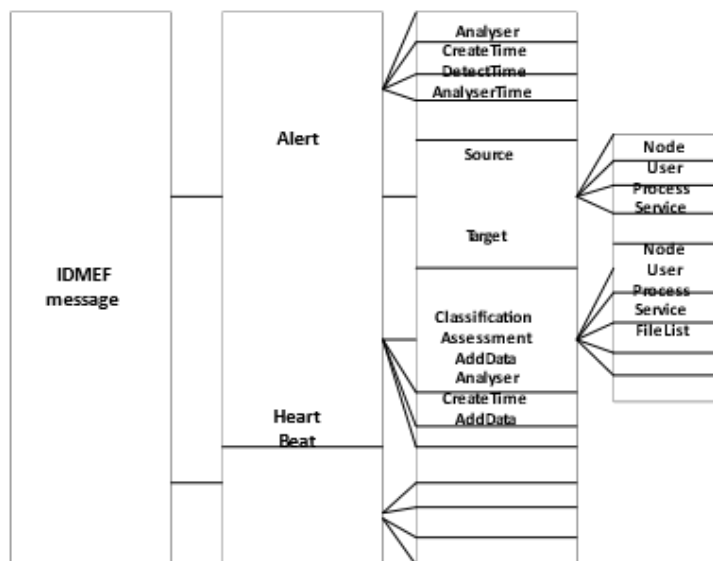 IDMEF
message
Alert
Heart
Beat
Analyser
CreateTime
DetectTime
AnalyserTime
Source
Target
Classification
Assessment
AddData
Analyser
CreateTime
AddData
Node
User
Process
Service
Node
User
Process
Service
FileList